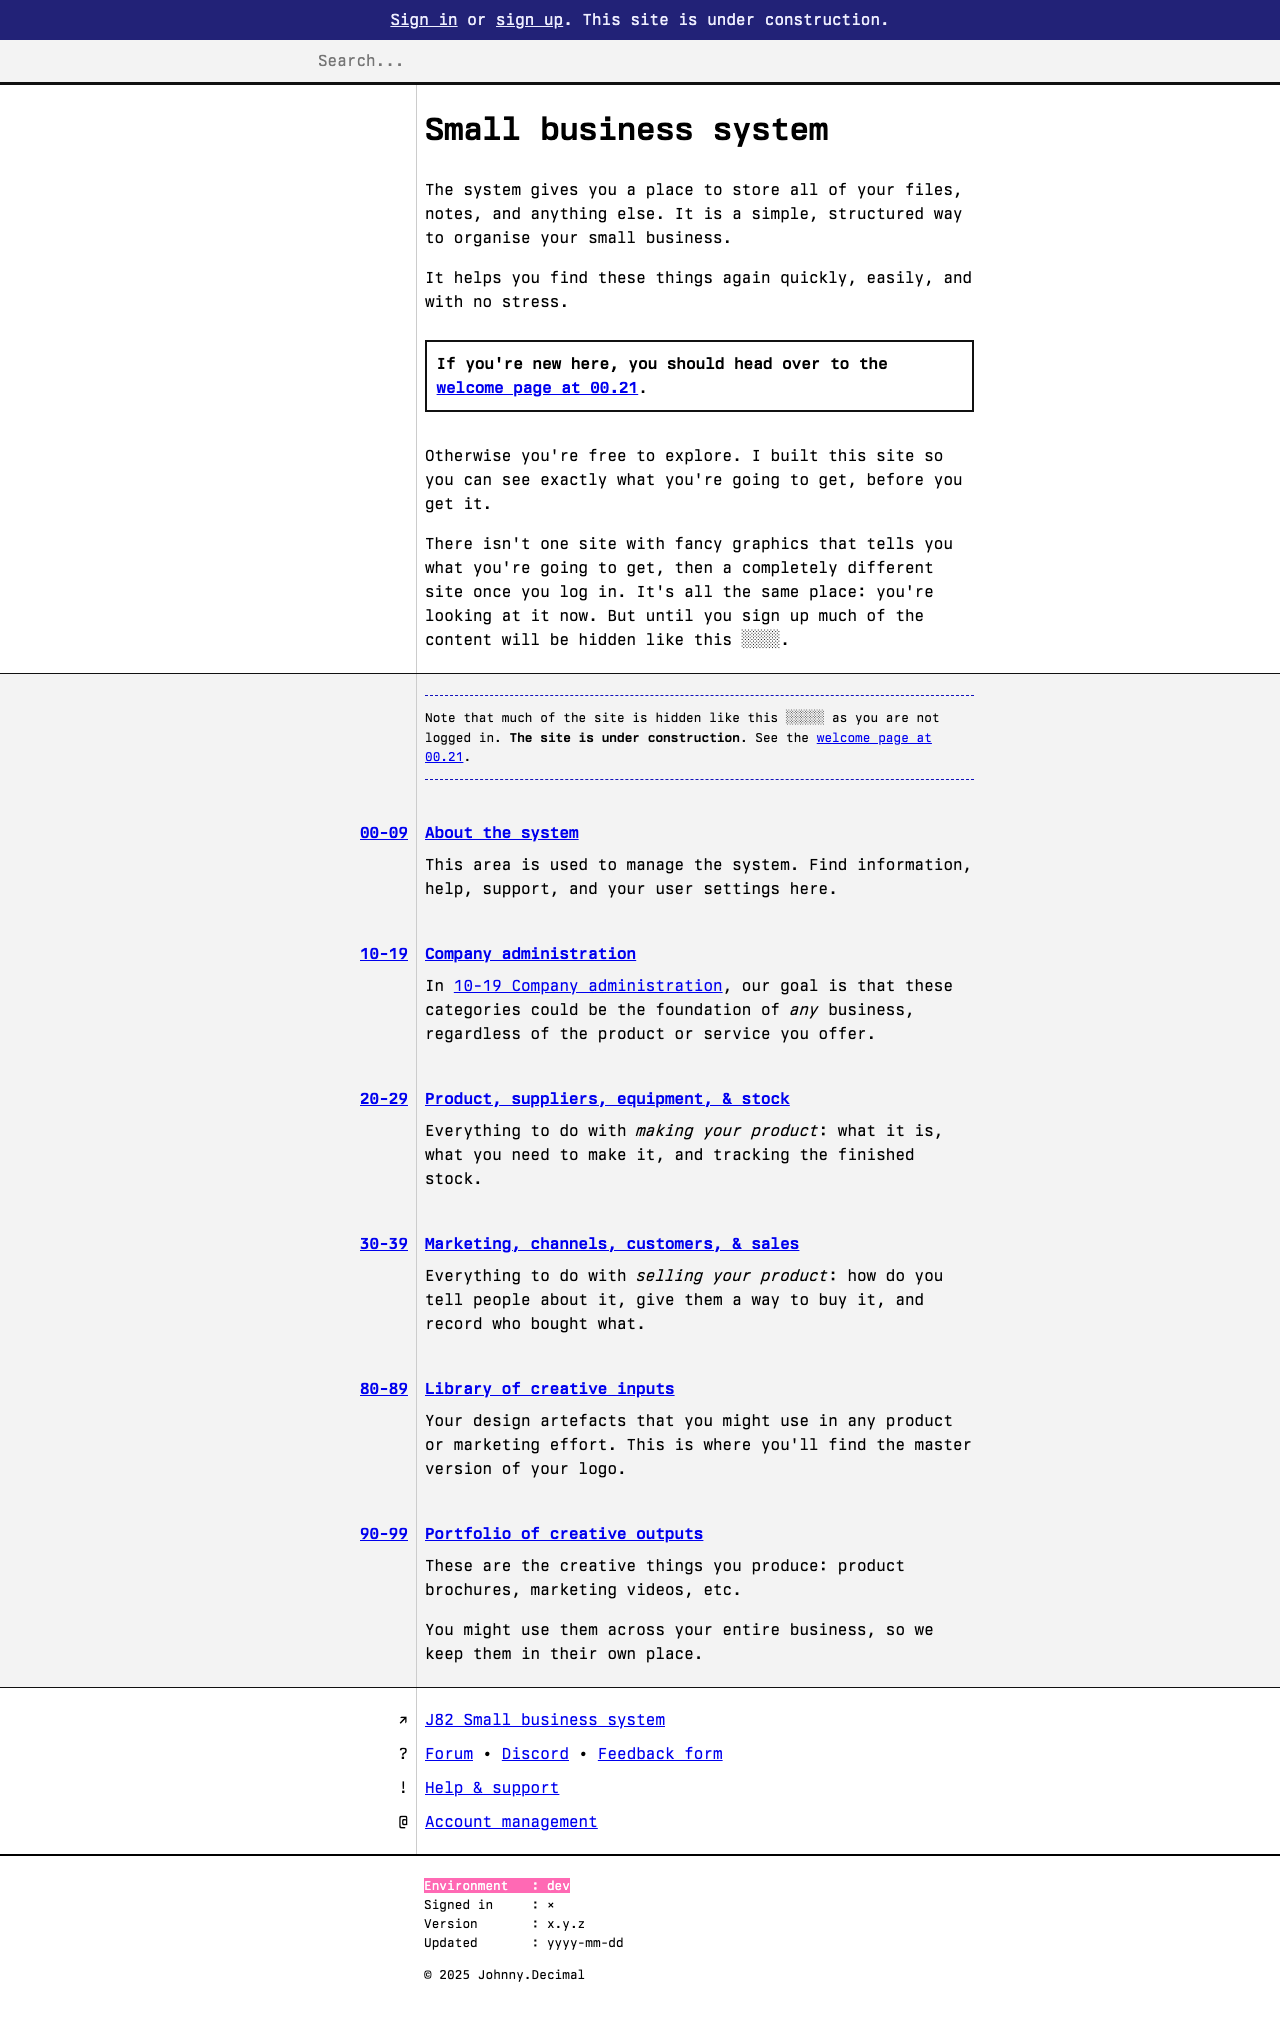 Sign in or sign up. This site is under construction.
Search...
Small business system
The system gives you a place to store all of your files,
notes, and anything else. It is a simple, structured way
to organise your small business.
It helps you find these things again quickly, easily, and
with no stress.
If you're new here, you should head over to the
welcome page at 00.21.
Otherwise you're free to explore. I built this site so
you can see exactly what you're going to get, before you
get it.
There isn't one site with fancy graphics that tells you
what you're going to get, then a completely different
site once you log in. It's all the same place: you're
looking at it now. But until you sign up much of the
content will be hidden like this ░░░░.
Note that much of the site is hidden like this ░░░░░ as you are not
logged in. The site is under construction. See the welcome page at
00.21.
00-09 About the system
This area is used to manage the system. Find information,
help, support, and your user settings here.
10-19 Company administration
In 10-19 Company administration, our goal is that these
categories could be the foundation of any business,
regardless of the product or service you offer.
20-29 Product, suppliers, equipment, & stock
Everything to do with making your product: what it is,
what you need to make it, and tracking the finished
stock.
30-39 Marketing, channels, customers, & sales
Everything to do with selling your product: how do you
tell people about it, give them a way to buy it, and
record who bought what.
80-89 Library of creative inputs
Your design artefacts that you might use in any product
or marketing effort. This is where you'll find the master
version of your logo.
90-99 Portfolio of creative outputs
These are the creative things you produce: product
brochures, marketing videos, etc.
You might use them across your entire business, so we
keep them in their own place.
↗ J82 Small business system
? Forum • Discord • Feedback form
! Help & support
@ Account management
Environment : dev
Signed in : ×
Version : x.y.z
Updated : yyyy-mm-dd
© 2025 Johnny.Decimal